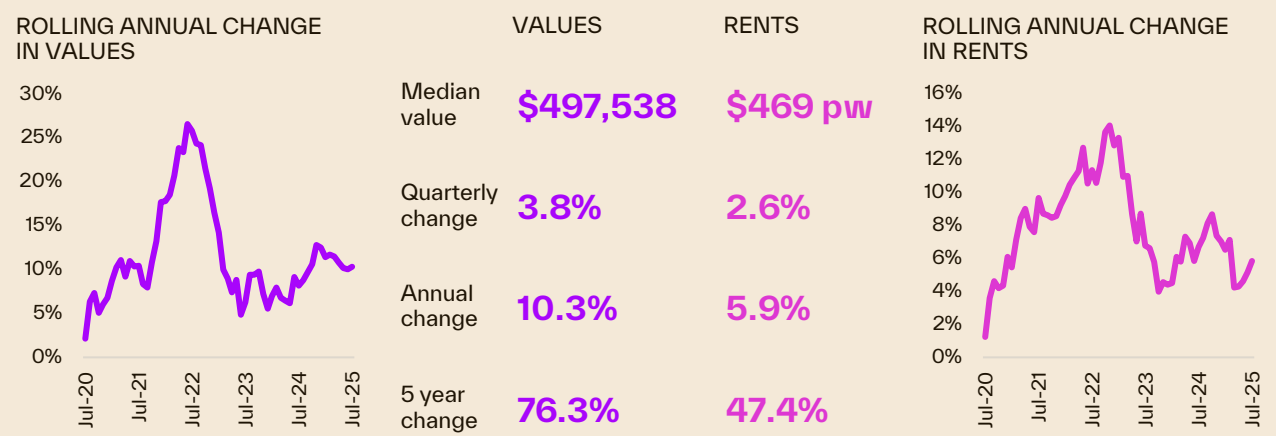 ROLLING ANNUAL CHANGE
IN VALUES
30%
25%
20%
15%
10%
5%
0%
Jul-20
Jul-21
Jul-22
Jul-23
Jul-24
Jul-25
VALUES RENTS
Median
value
$497,538 $469 pw
Quarterly
change
3.8% 2.6%
Annual
change
10.3% 5.9%
5 year
change
76.3% 47.4%
ROLLING ANNUAL CHANGE
IN RENTS
16%
14%
12%
10%
8%
6%
4%
2%
0%
Jul-20
Jul-21
Jul-22
Jul-23
Jul-24
Jul-25